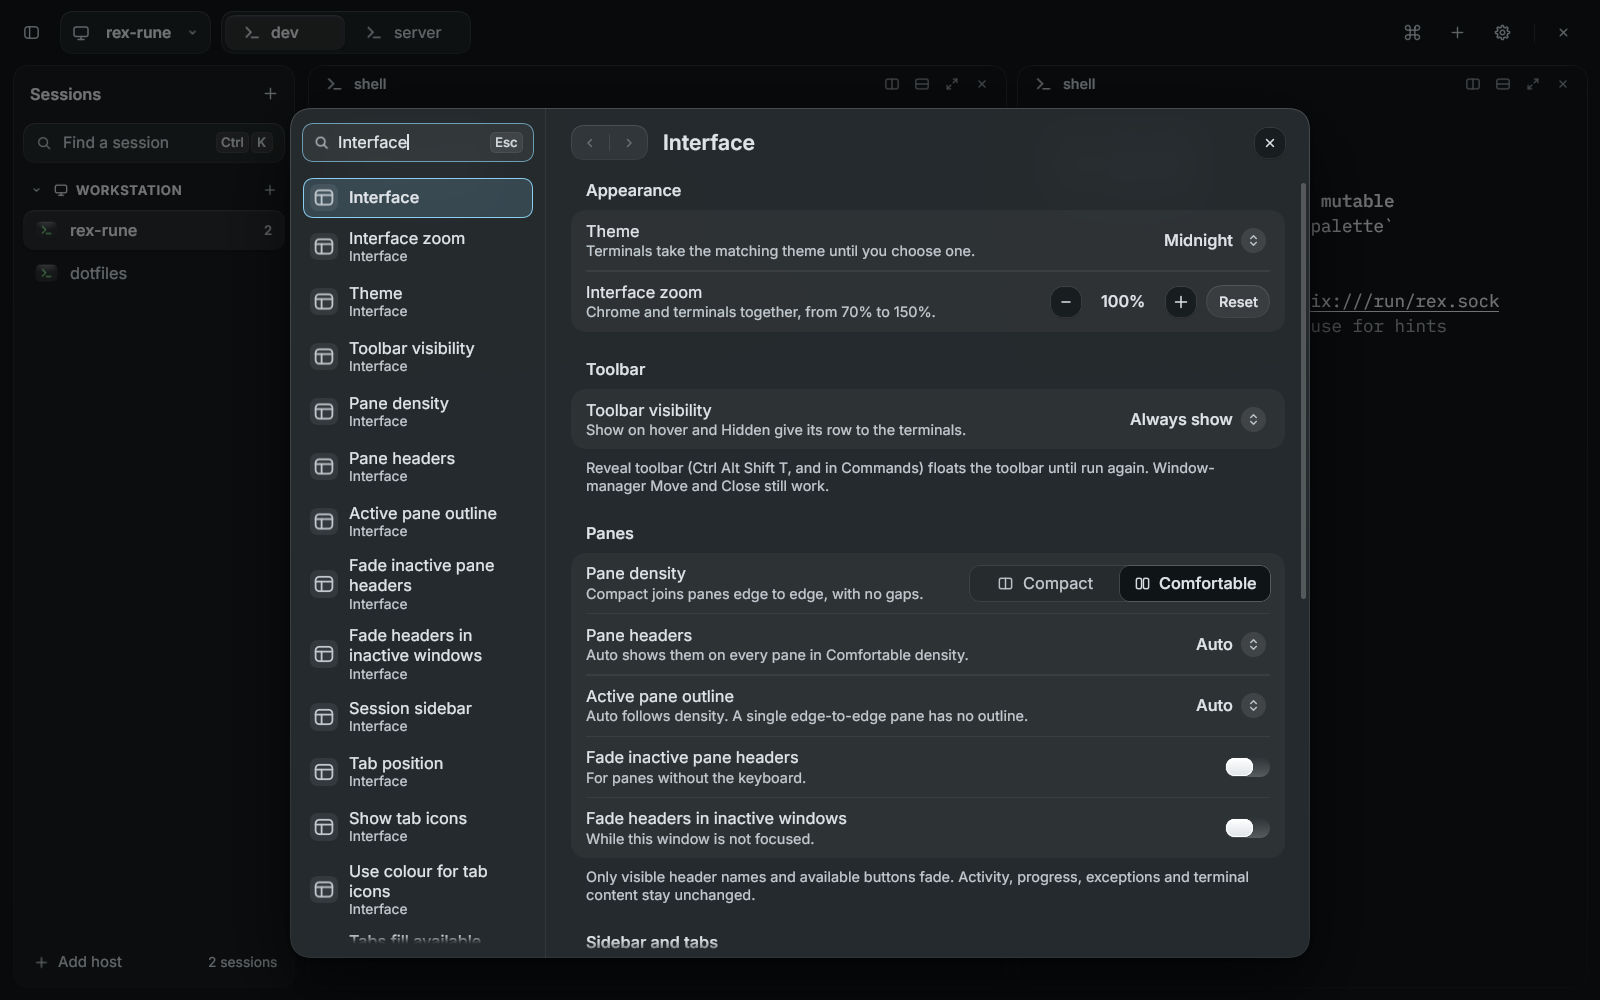 rex-rune
dev
server
Sessions
Find a session
Ctrl K
WORKSTATION
rex-rune 2
dotfiles
Add host
2 sessions
shell
shell
mutable
palette`
ix:///run/rex.sock
use for hints
Interface
Esc
Interface
Interface zoom
Interface
Theme
Interface
Toolbar visibility
Interface
Pane density
Interface
Pane headers
Interface
Active pane outline
Interface
Fade inactive pane
headers
Interface
Fade headers in
inactive windows
Interface
Session sidebar
Interface
Tab position
Interface
Show tab icons
Interface
Use colour for tab
icons
Interface
Tabs fill available
Interface
Appearance
Theme
Terminals take the matching theme until you choose one.
Midnight
Interface zoom
Chrome and terminals together, from 70% to 150%.
100%
Reset
Toolbar
Toolbar visibility
Show on hover and Hidden give its row to the terminals.
Always show
Reveal toolbar (Ctrl Alt Shift T, and in Commands) floats the toolbar until run again. Window-
manager Move and Close still work.
Panes
Pane density
Compact joins panes edge to edge, with no gaps.
Compact
Comfortable
Pane headers
Auto shows them on every pane in Comfortable density.
Auto
Active pane outline
Auto follows density. A single edge-to-edge pane has no outline.
Auto
Fade inactive pane headers
For panes without the keyboard.
Fade headers in inactive windows
While this window is not focused.
Only visible header names and available buttons fade. Activity, progress, exceptions and terminal
content stay unchanged.
Sidebar and tabs